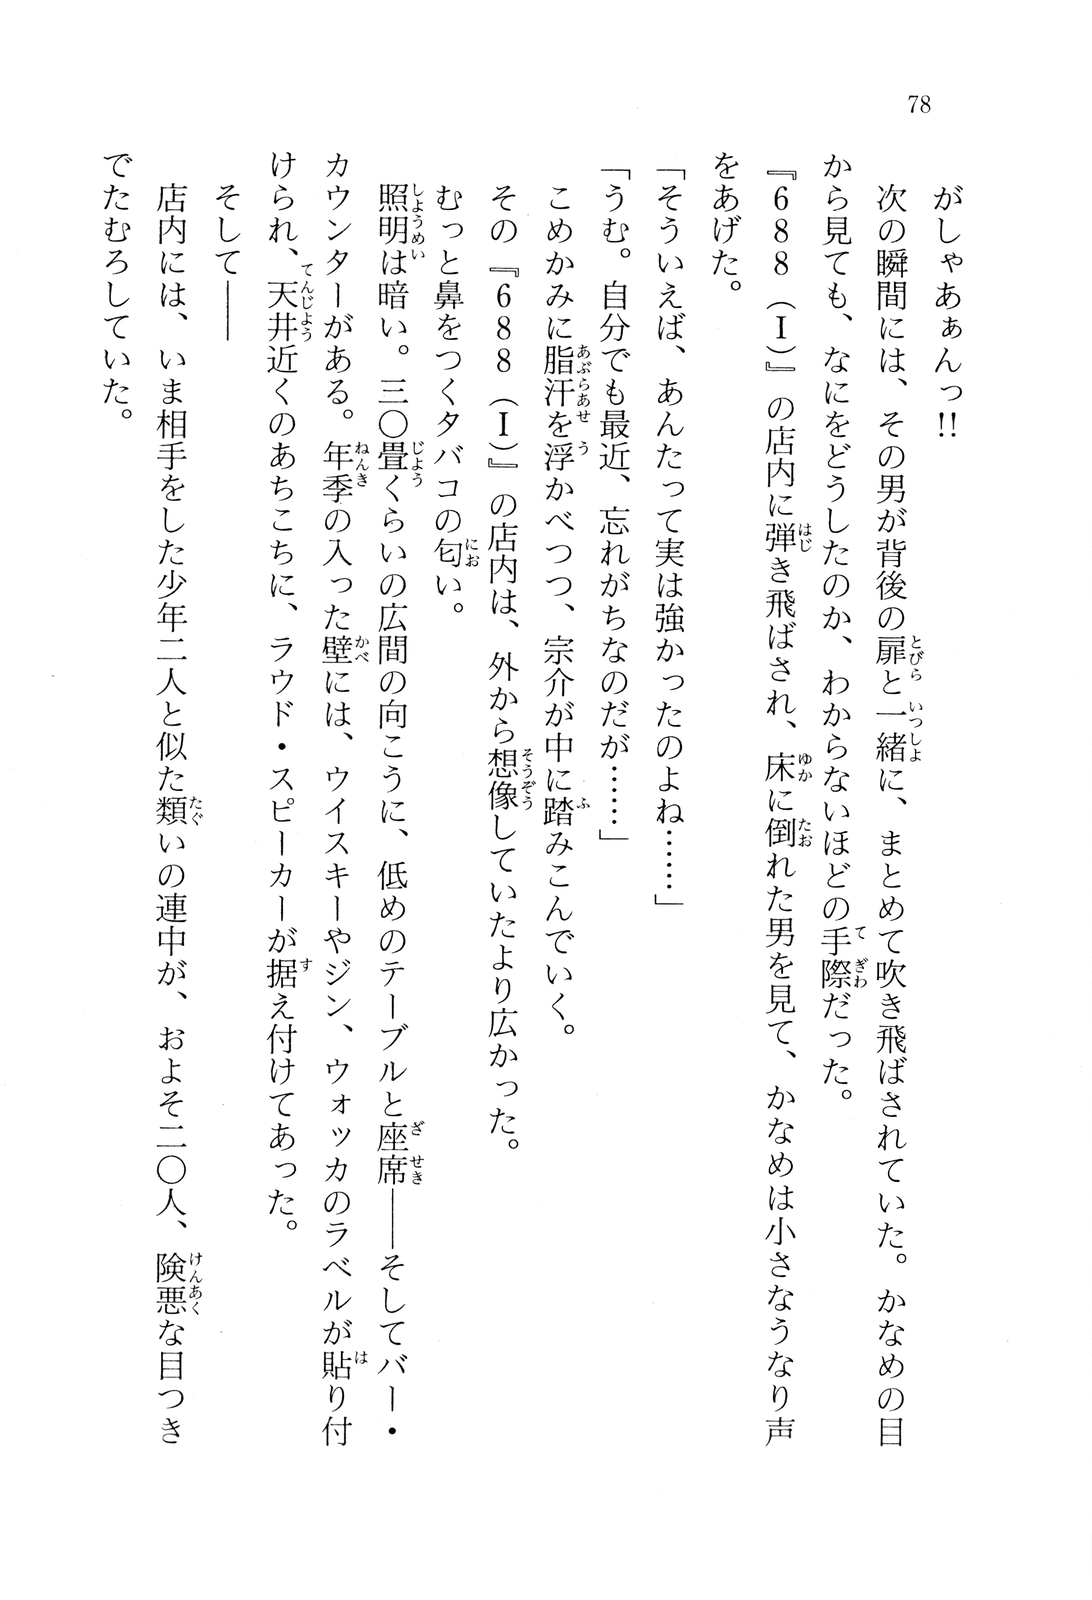 78
がしゃあぁんっ!!
次の瞬間には、その男が背後の扉と一緒に、まとめて吹き飛ばされていた。かなめの目
から見ても、なにをどうしたのか、わからないほどの手際だった。
『688（Ⅰ）』の店内に弾き飛ばされ、床に倒れた男を見て、かなめは小さなうなり声
をあげた。
「そういえば、あんたって実は強かったのよね……」
「うむ。自分でも最近、忘れがちなのだが……」
こめかみに脂汗を浮かべつつ、宗介が中に踏みこんでいく。
その『688（Ⅰ）』の店内は、外から想像していたより広かった。
むっと鼻をつくタバコの匂い。
照明は暗い。三〇畳くらいの広間の向こうに、低めのテーブルと座席――そしてバー・
カウンターがある。年季の入った壁には、ウイスキーやジン、ウォッカのラベルが貼り付
けられ、天井近くのあちこちに、ラウド・スピーカーが据え付けてあった。
そして――
店内には、いま相手をした少年二人と似た類いの連中が、およそ二〇人、険悪な目つき
でたむろしていた。